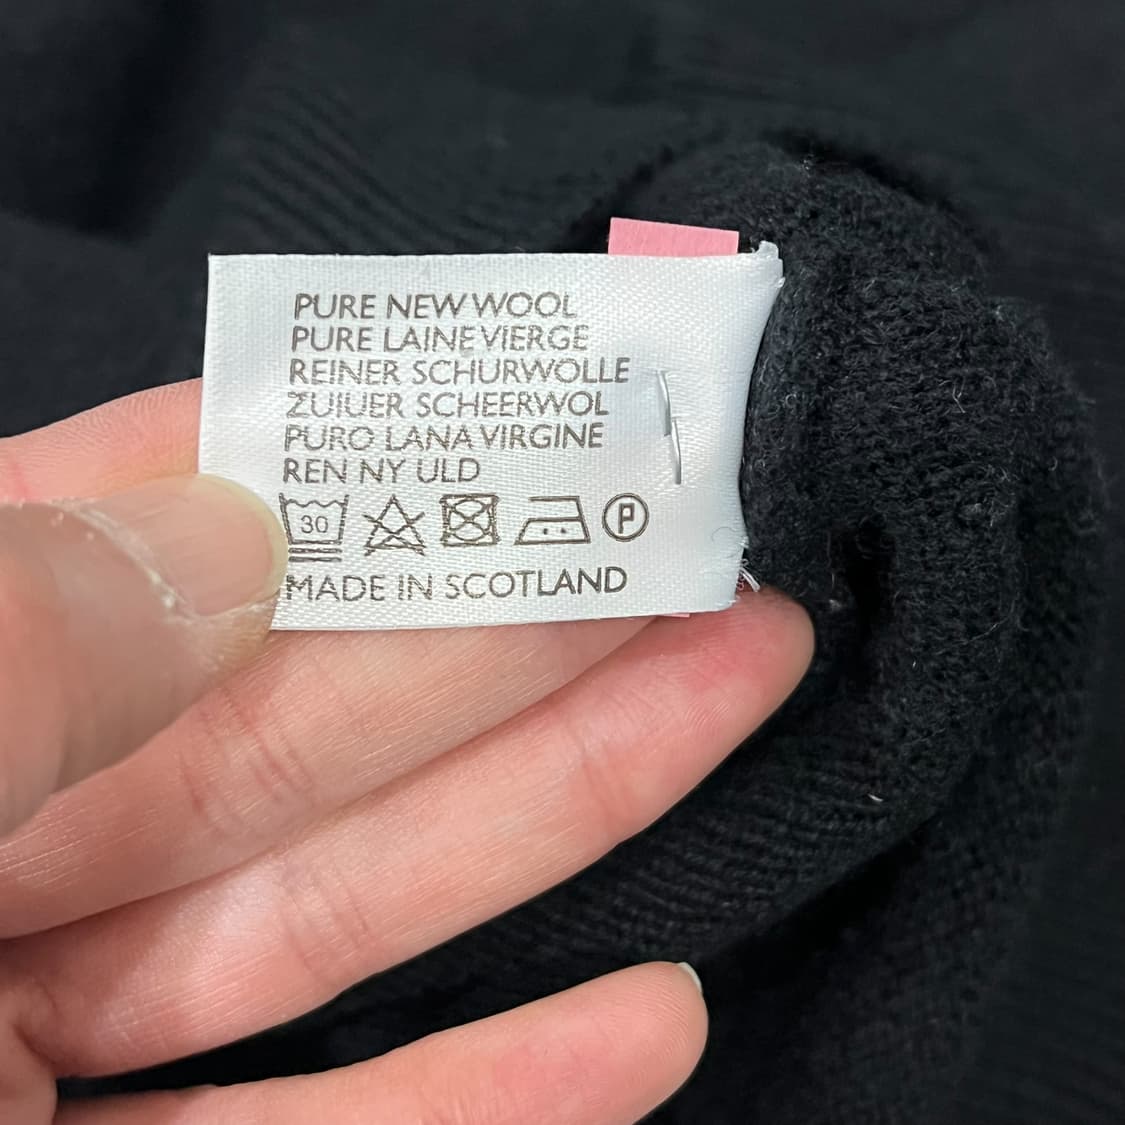 PURE NEW WOOL
PURE LAINE VIERGE
REINER SCHURWOLLE
ZUIUER SCHEERWOL
PURO LANA VIRGINE
REN NY ULD
30 P
MADE IN SCOTLAND